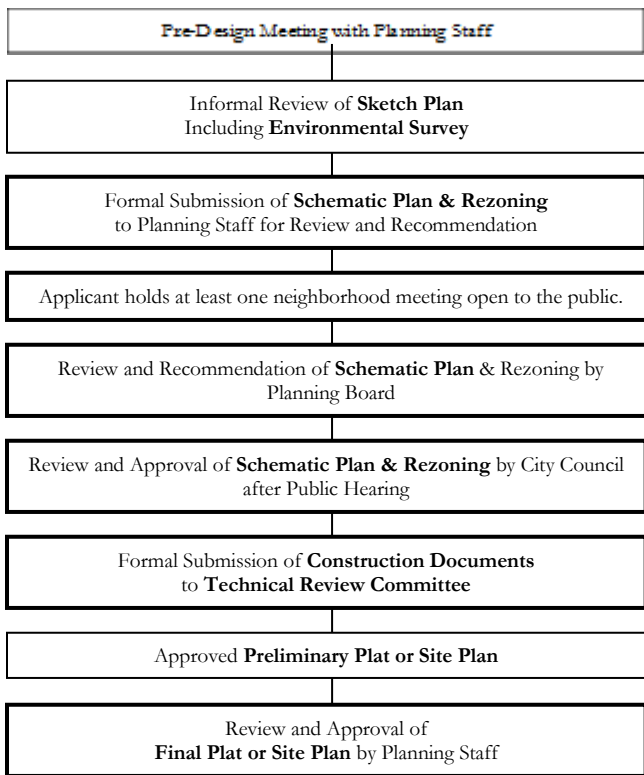 Pre-Design Meeting with Planning Staff
Informal Review of Sketch Plan
Including Environmental Survey
Formal Submission of Schematic Plan & Rezoning
to Planning Staff for Review and Recommendation
Applicant holds at least one neighborhood meeting open to the public.
Review and Recommendation of Schematic Plan & Rezoning by
Planning Board
Review and Approval of Schematic Plan & Rezoning by City Council
after Public Hearing
Formal Submission of Construction Documents
to Technical Review Committee
Approved Preliminary Plat or Site Plan
Review and Approval of
Final Plat or Site Plan by Planning Staff